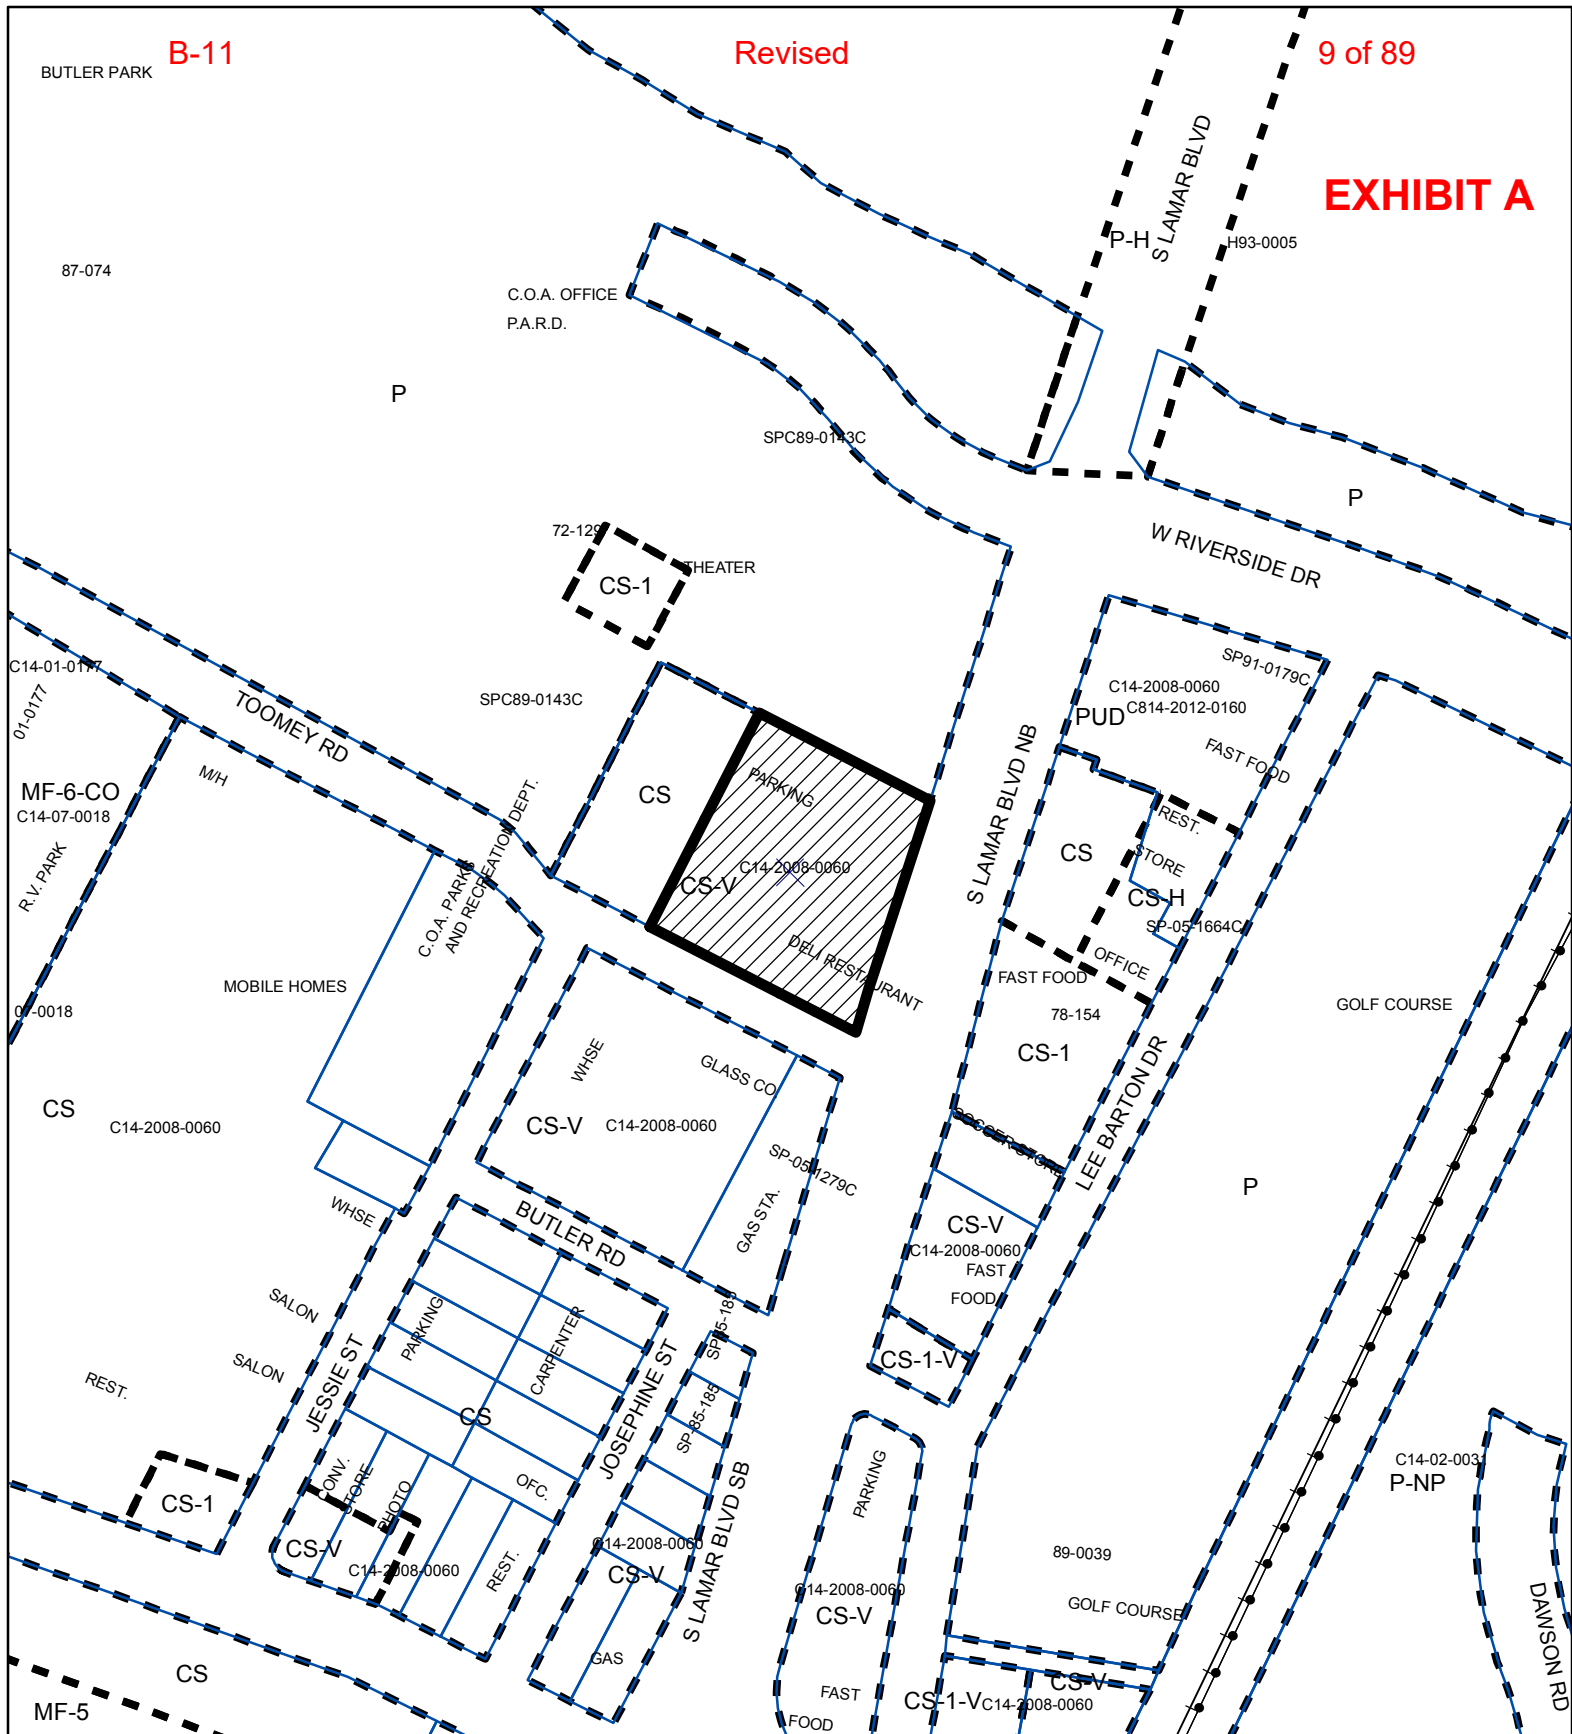 B-11
Revised
9 of 89
BUTLER PARK
EXHIBIT A
S LAMAR BLVD
P-H
H93-0005
87-074
C.O.A. OFFICE
P.A.R.D.
P
SPC89-0143C
P
W RIVERSIDE DR
72-129
CS-1
THEATER
C14-01-0177
01-0177
TOOMEY RD
SPC89-0143C
SP91-0179C
C14-2008-0060
C814-2012-0160
PUD
FAST FOOD
S LAMAR BLVD NB
M/H
MF-6-CO
C14-07-0018
R.V. PARK
C.O.A. PARKS
AND RECREATION DEPT.
CS
PARKING
C14-2008-0060
CS-V
DELI RESTAURANT
REST.
STORE
CS
CS-H
SP-05-1664C
OFFICE
FAST FOOD
78-154
CS-1
GOLF COURSE
MOBILE HOMES
07-0018
CS
C14-2008-0060
WHSE
GLASS CO
CS-V
C14-2008-0060
SP-05-1279C
GAS STA.
SOCCER STORE
LEE BARTON DR
P
WHSE
BUTLER RD
CS-V
C14-2008-0060
FAST
FOOD
SALON
SALON
REST.
JESSIE ST
PARKING
CARPENTER
CS
JOSEPHINE ST
SP85-185
SP-85-185
CS-1-V
PARKING
C14-02-0031
P-NP
CS-1
CONV.
STORE
PHOTO
OFC.
REST.
CS-V
C14-2008-0060
C14-2008-0060
CS-V
S LAMAR BLVD SB
C14-2008-0060
CS-V
89-0039
GOLF COURSE
DAWSON RD
GAS
CS
MF-5
FAST
FOOD
CS-1-V
CS-V
C14-2008-0060